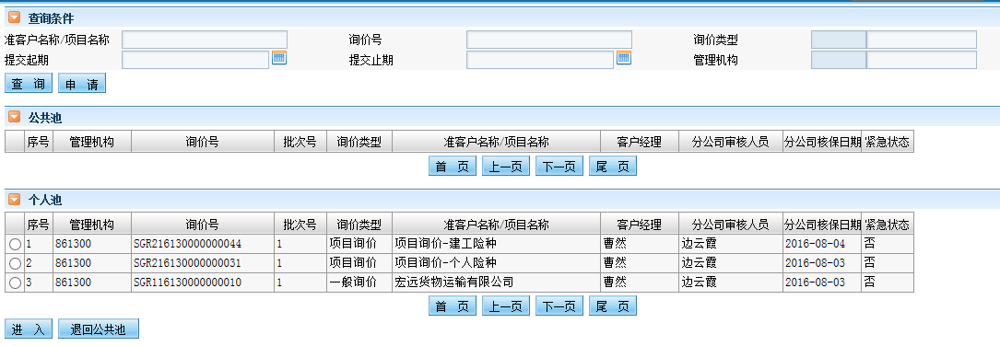 查询条件
准客户名称/项目名称 询价号 询价类型
提交起期 提交止期 管理机构
查 询 申 请
公共池
序号 管理机构 询价号 批次号 询价类型 准客户名称/项目名称 客户经理 分公司审核人员 分公司核保日期 紧急状态
首 页 上一页 下一页 尾 页
个人池
序号 管理机构 询价号 批次号 询价类型 准客户名称/项目名称 客户经理 分公司审核人员 分公司核保日期 紧急状态
1 861300 SGR216130000000044 1 项目询价 项目询价-建工险种 曹然 边云霞 2016-08-04 否
2 861300 SGR216130000000031 1 项目询价 项目询价-个人险种 曹然 边云霞 2016-08-03 否
3 861300 SGR116130000000010 1 一般询价 宏远货物运输有限公司 曹然 边云霞 2016-08-03 否
首 页 上一页 下一页 尾 页
进 入 退回公共池